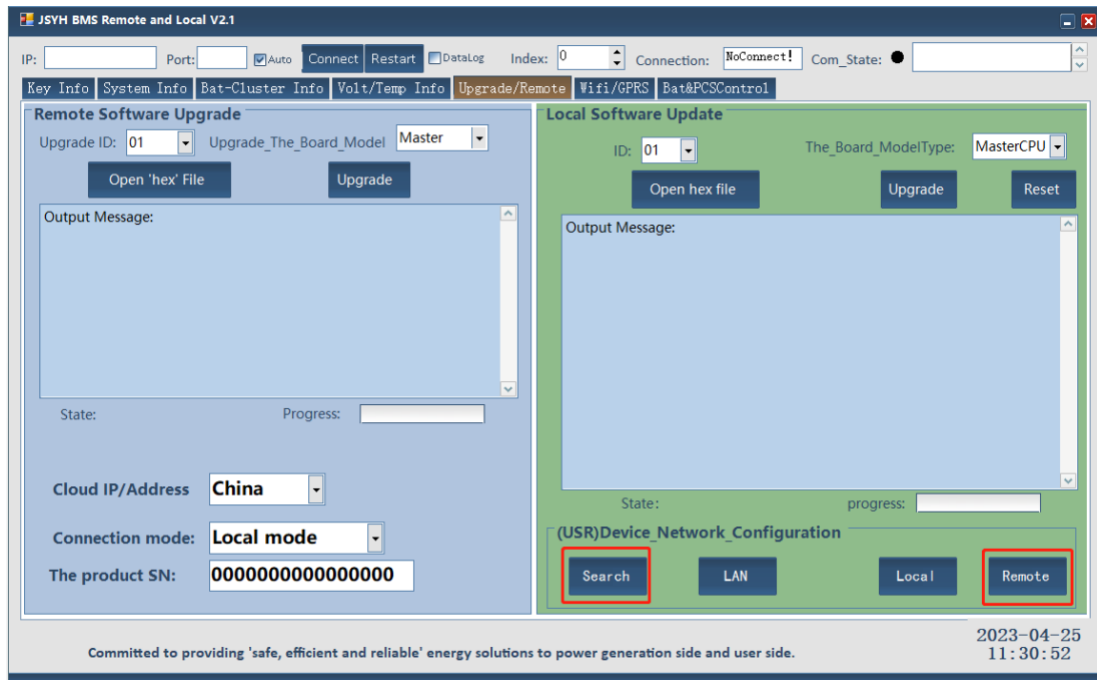 JSYH BMS Remote and Local V2.1
IP: Port: Auto Connect Restart DataLog Index: 0 Connection: NoConnect! Com_State:
Key Info System Info Bat-Cluster Info Volt/Temp Info Upgrade/Remote Wifi/GPRS Bat&PCSControl
Remote Software Upgrade
Upgrade ID: 01 Upgrade_The_Board_Model Master
Open 'hex' File Upgrade
Output Message:
State: Progress:
Cloud IP/Address China
Connection mode: Local mode
The product SN: 0000000000000000
Local Software Update
ID: 01 The_Board_ModelType: MasterCPU
Open hex file Upgrade Reset
Output Message:
State: progress:
(USR)Device_Network_Configuration
Search LAN Local Remote
Committed to providing 'safe, efficient and reliable' energy solutions to power generation side and user side.
2023-04-25
11:30:52